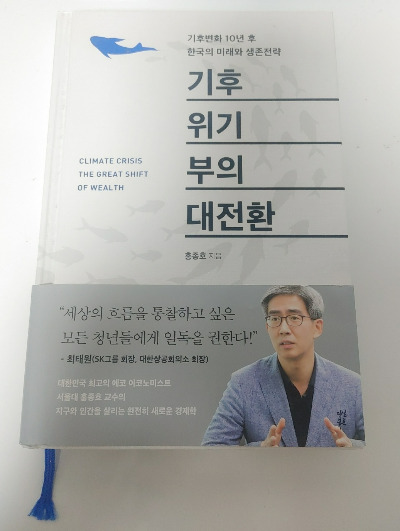 기후변화 10년 후
한국의 미래와 생존전략
기후
위기
부의
대전환
CLIMATE CRISIS
THE GREAT SHIFT
OF WEALTH
홍종호 지음
“세상의 흐름을 통찰하고 싶은
모든 청년들에게 일독을 권한다!”
- 최태원(SK그룹 회장, 대한상공회의소 회장)
대한민국 최고의 에코 이코노미스트
서울대 홍종호 교수의
지구와 인간을 살리는 완전히 새로운 경제학